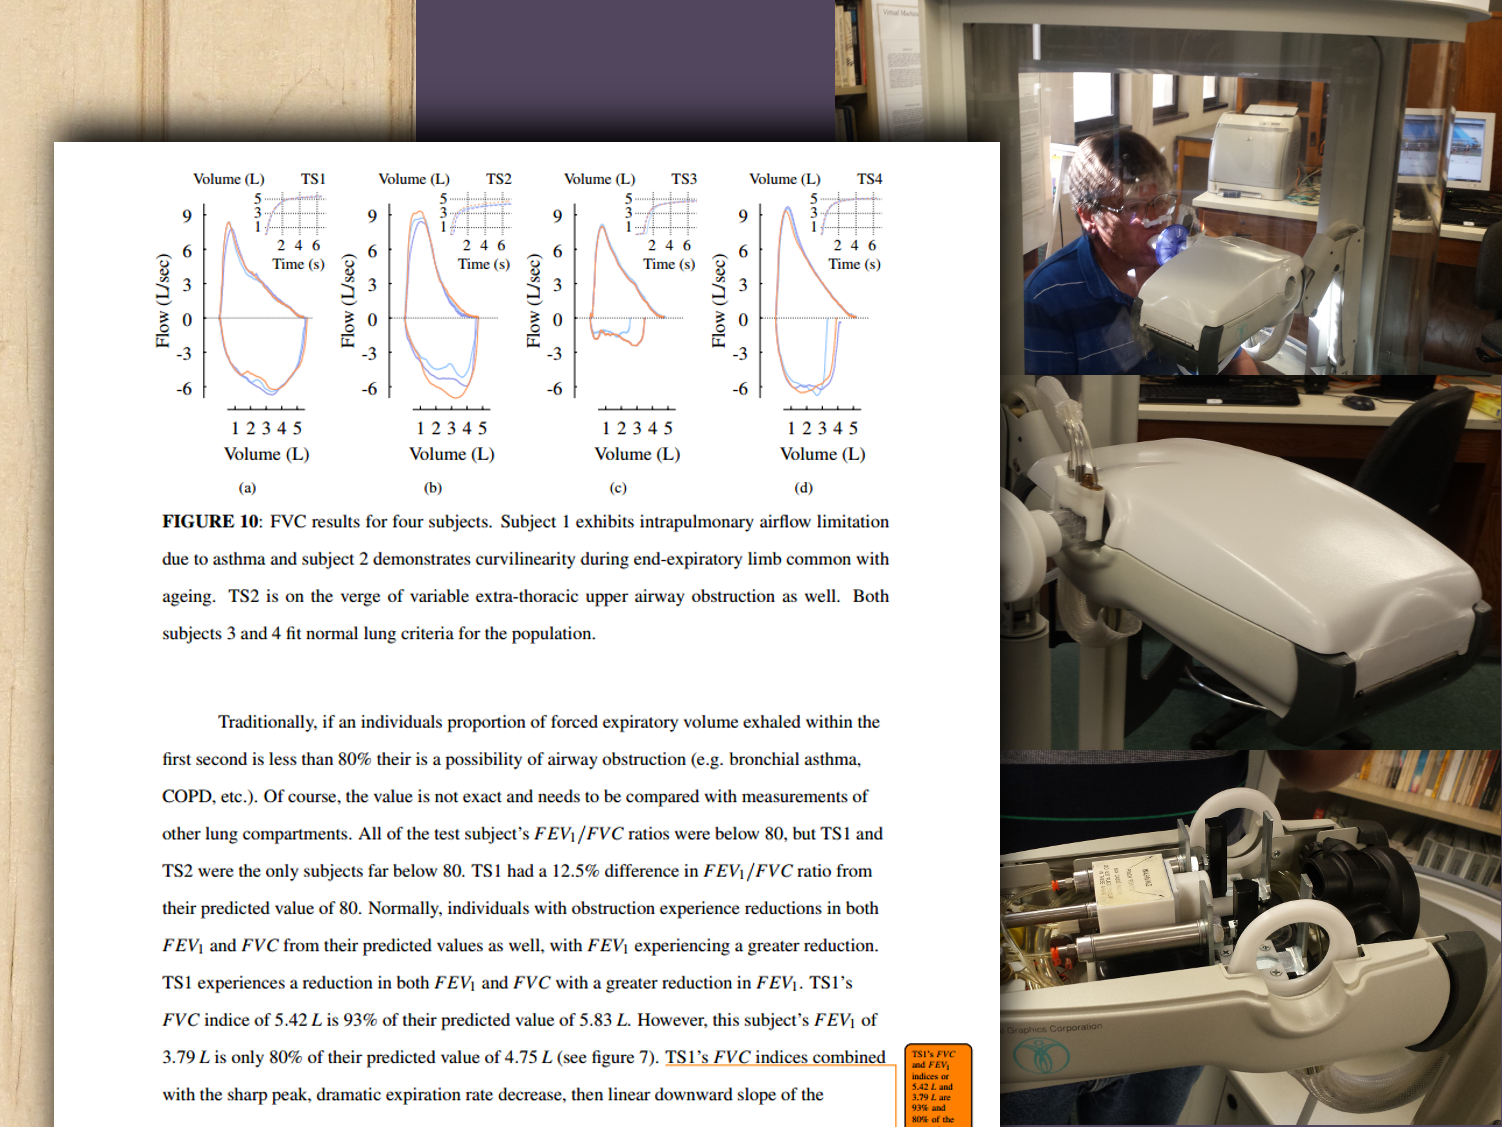 Volume (L) TS1
5
3
1
2 4 6
Time (s)
9
6
3
0
-3
-6
Flow (L/sec)
1 2 3 4 5
Volume (L)
(a)
Volume (L) TS2
5
3
1
2 4 6
Time (s)
9
6
3
0
-3
-6
Flow (L/sec)
1 2 3 4 5
Volume (L)
(b)
Volume (L) TS3
5
3
1
2 4 6
Time (s)
9
6
3
0
-3
-6
Flow (L/sec)
1 2 3 4 5
Volume (L)
(c)
Volume (L) TS4
5
3
1
2 4 6
Time (s)
9
6
3
0
-3
-6
Flow (L/sec)
1 2 3 4 5
Volume (L)
(d)
FIGURE 10: FVC results for four subjects. Subject 1 exhibits intrapulmonary airflow limitation
due to asthma and subject 2 demonstrates curvilinearity during end-expiratory limb common with
ageing. TS2 is on the verge of variable extra-thoracic upper airway obstruction as well. Both
subjects 3 and 4 fit normal lung criteria for the population.
Traditionally, if an individuals proportion of forced expiratory volume exhaled within the
first second is less than 80% their is a possibility of airway obstruction (e.g. bronchial asthma,
COPD, etc.). Of course, the value is not exact and needs to be compared with measurements of
other lung compartments. All of the test subject's FEV1/FVC ratios were below 80, but TS1 and
TS2 were the only subjects far below 80. TS1 had a 12.5% difference in FEV1/FVC ratio from
their predicted value of 80. Normally, individuals with obstruction experience reductions in both
FEV1 and FVC from their predicted values as well, with FEV1 experiencing a greater reduction.
TS1 experiences a reduction in both FEV1 and FVC with a greater reduction in FEV1. TS1's
FVC indice of 5.42 L is 93% of their predicted value of 5.83 L. However, this subject's FEV1 of
3.79 L is only 80% of their predicted value of 4.75 L (see figure 7). TS1's FVC indices combined
with the sharp peak, dramatic expiration rate decrease, then linear downward slope of the
TS1's FVC
and FEV1
indices or
5.42 L and
3.79 L are
93% and
80% of the
Virtual Machine
Graphics Corporation